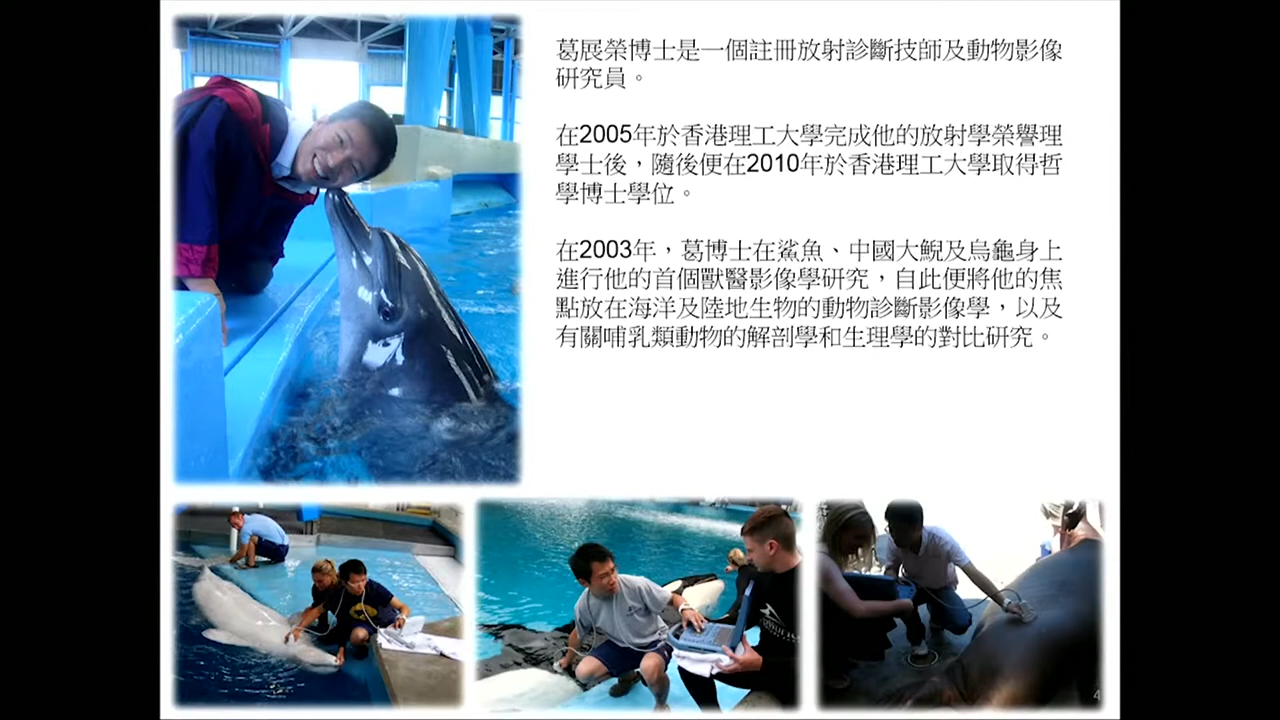 葛展榮博士是一個註冊放射診斷技師及動物影像
研究員。
在2005年於香港理工大學完成他的放射學榮譽理
學士後，隨後便在2010年於香港理工大學取得哲
學博士學位。
在2003年，葛博士在鯊魚、中國大鯢及烏龜身上
進行他的首個獸醫影像學研究，自此便將他的焦
點放在海洋及陸地生物的動物診斷影像學，以及
有關哺乳類動物的解剖學和生理學的對比研究。
4